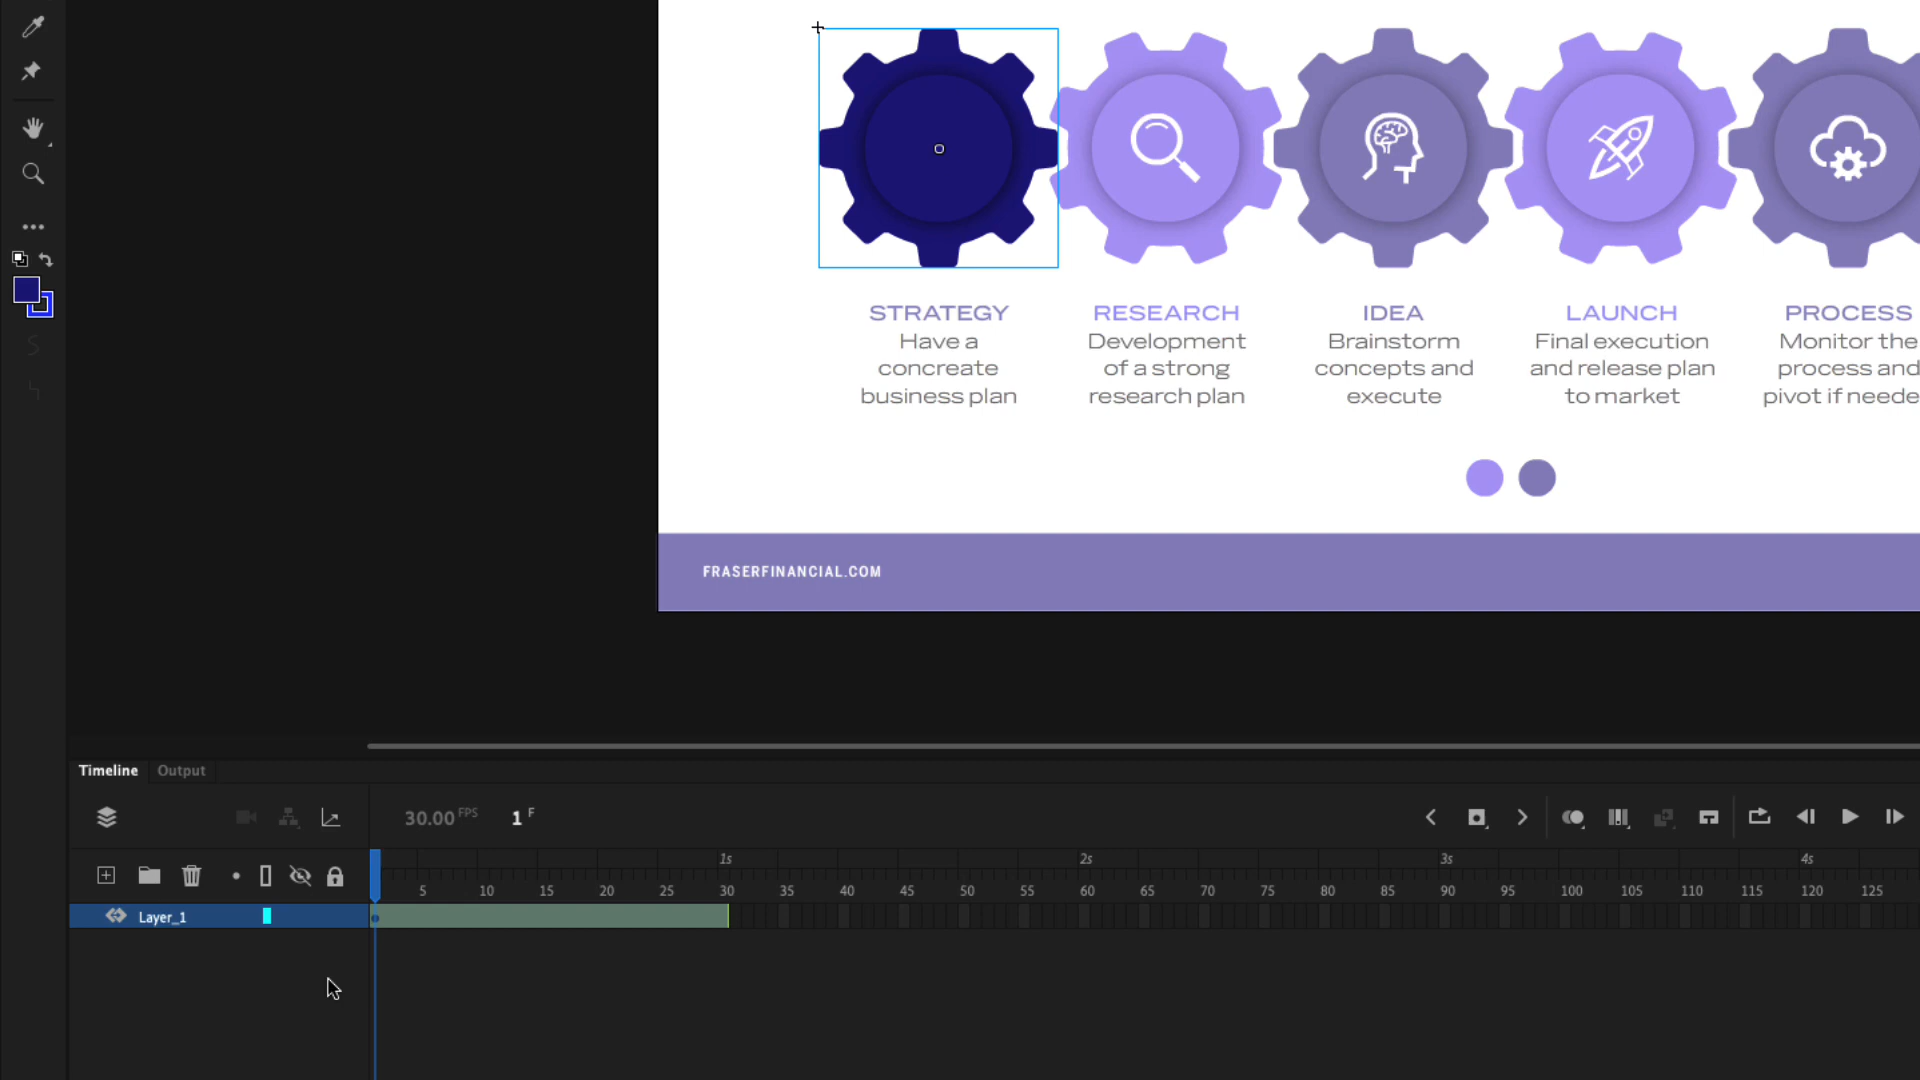 STRATEGY RESEARCH IDEA LAUNCH PROCESS
Have a
concreate
business plan
Development
of a strong
research plan
Brainstorm
concepts and
execute
Final execution
and release plan
to market
Monitor the
process and
pivot if neede
FRASERFINANCIAL.COM
Timeline Output
30.00 FPS 1 F
1s 2s 3s 4s
5 10 15 20 25 30 35 40 45 50 55 60 65 70 75 80 85 90 95 100 105 110 115 120 125
Layer_1